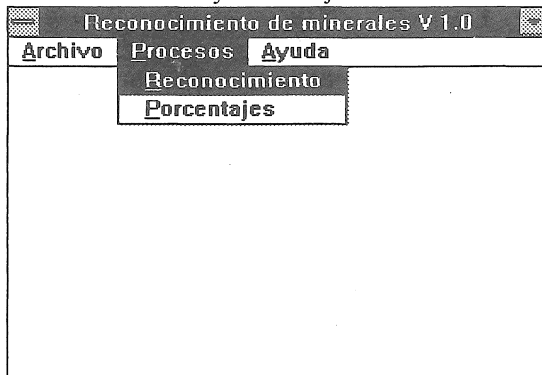 Reconocimiento de minerales V 1.0
Archivo Procesos Ayuda
Reconocimiento
Porcentajes